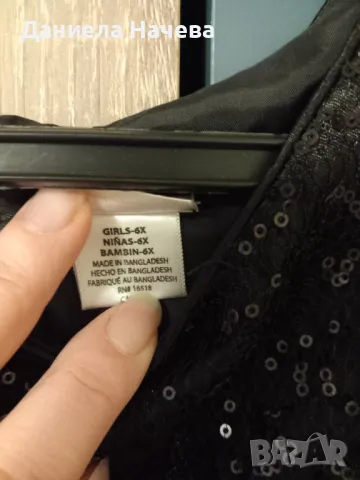 Даниела Начева
GIRLS-6X
NIÑAS-6X
BAMBIN-6X
MADE IN BANGLADESH
HECHO EN BANGLADESH
FABRIQUÉ AU BANGLADESH
RN# 16518
BAZAR